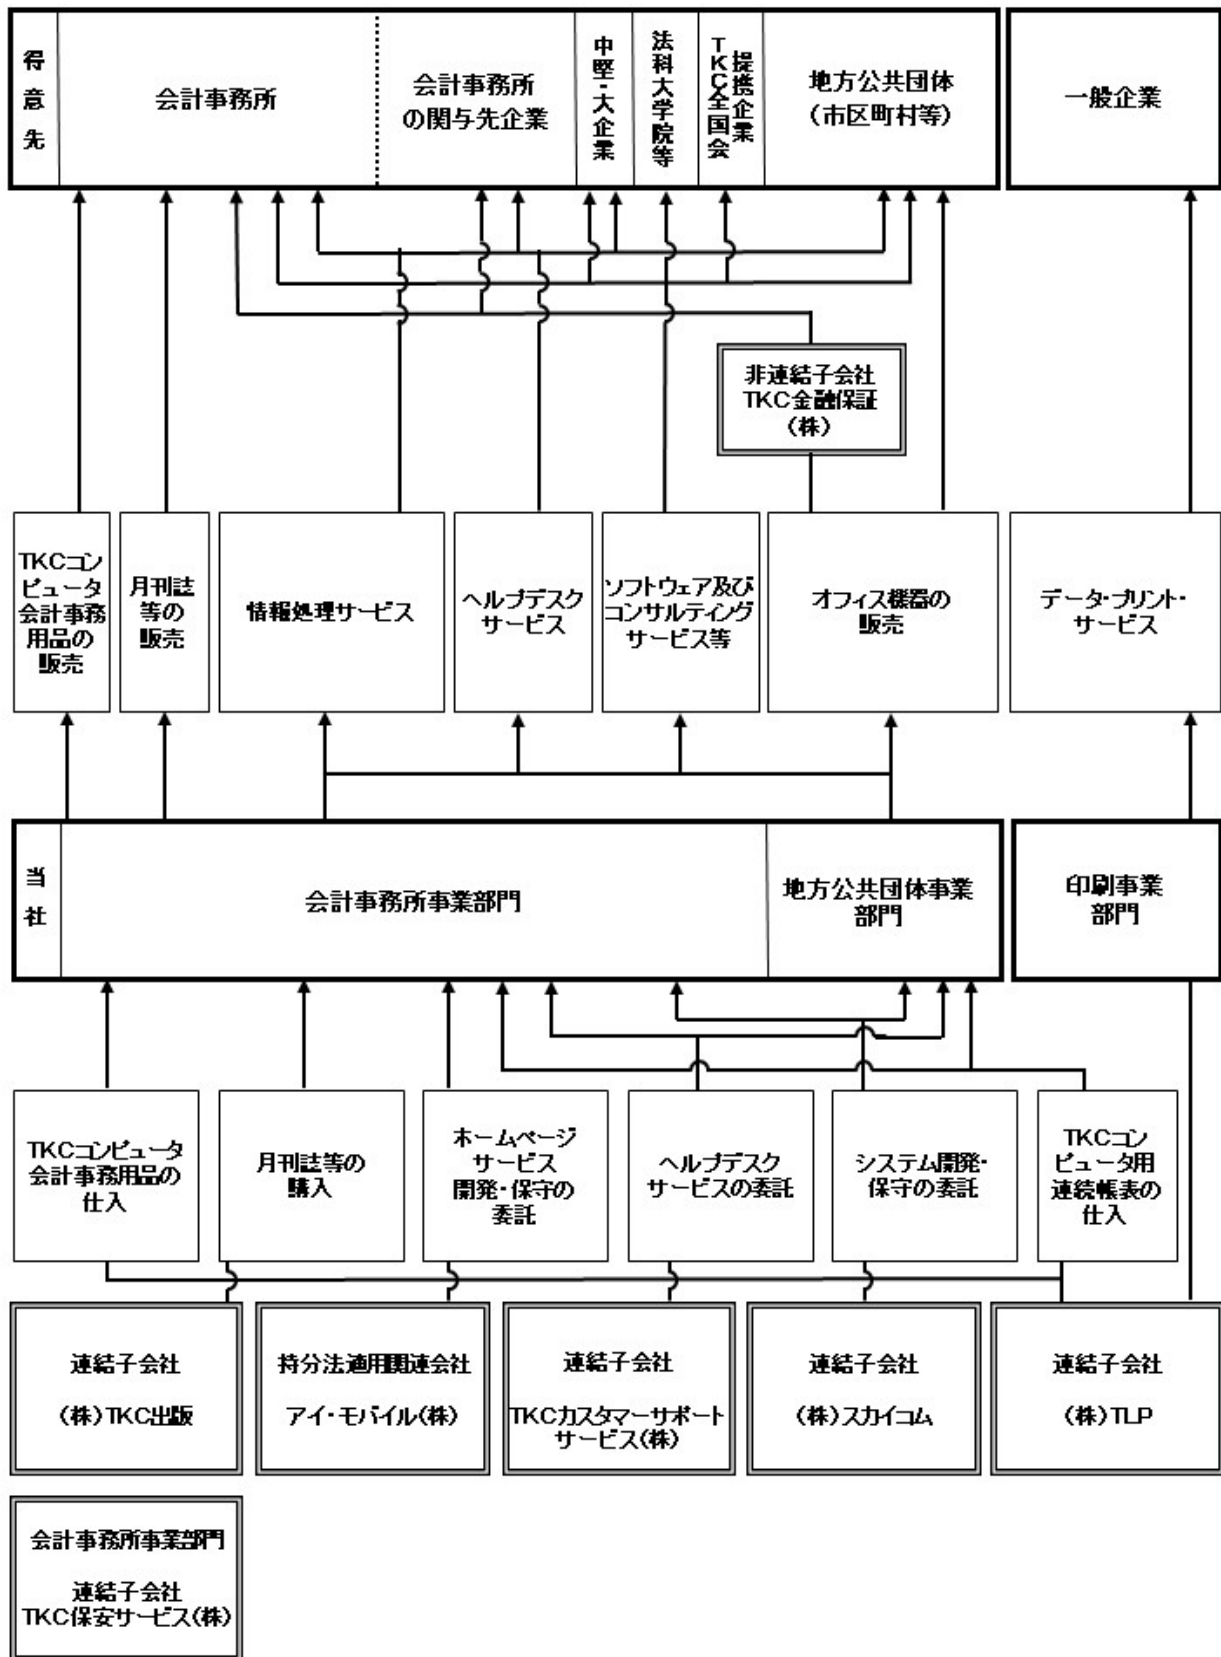 得意先
会計事務所
会計事務所
の関与先企業
中堅・大企業
法科大学院等
提携企業
TKC全国会
地方公共団体
(市区町村等)
一般企業
非連結子会社
TKC金融保証
(株)
TKCコン
ピュータ
会計事務
用品の
販売
月刊誌
等の
販売
情報処理サービス
ヘルプデスク
サービス
ソフトウェア及び
コンサルティング
サービス等
オフィス機器の
販売
データ・プリント・
サービス
当社
会計事務所事業部門
地方公共団体事業
部門
印刷事業
部門
TKCコンピュータ
会計事務用品の
仕入
月刊誌等の
購入
ホームページ
サービス
開発・保守の
委託
ヘルプデスク
サービスの委託
システム開発・
保守の委託
TKCコン
ピュータ用
連続帳表の
仕入
連結子会社
(株)TKC出版
持分法適用関連会社
アイ・モバイル(株)
連結子会社
TKCカスタマーサポート
サービス(株)
連結子会社
(株)スカイコム
連結子会社
(株)TLP
会計事務所事業部門
連結子会社
TKC保安サービス(株)